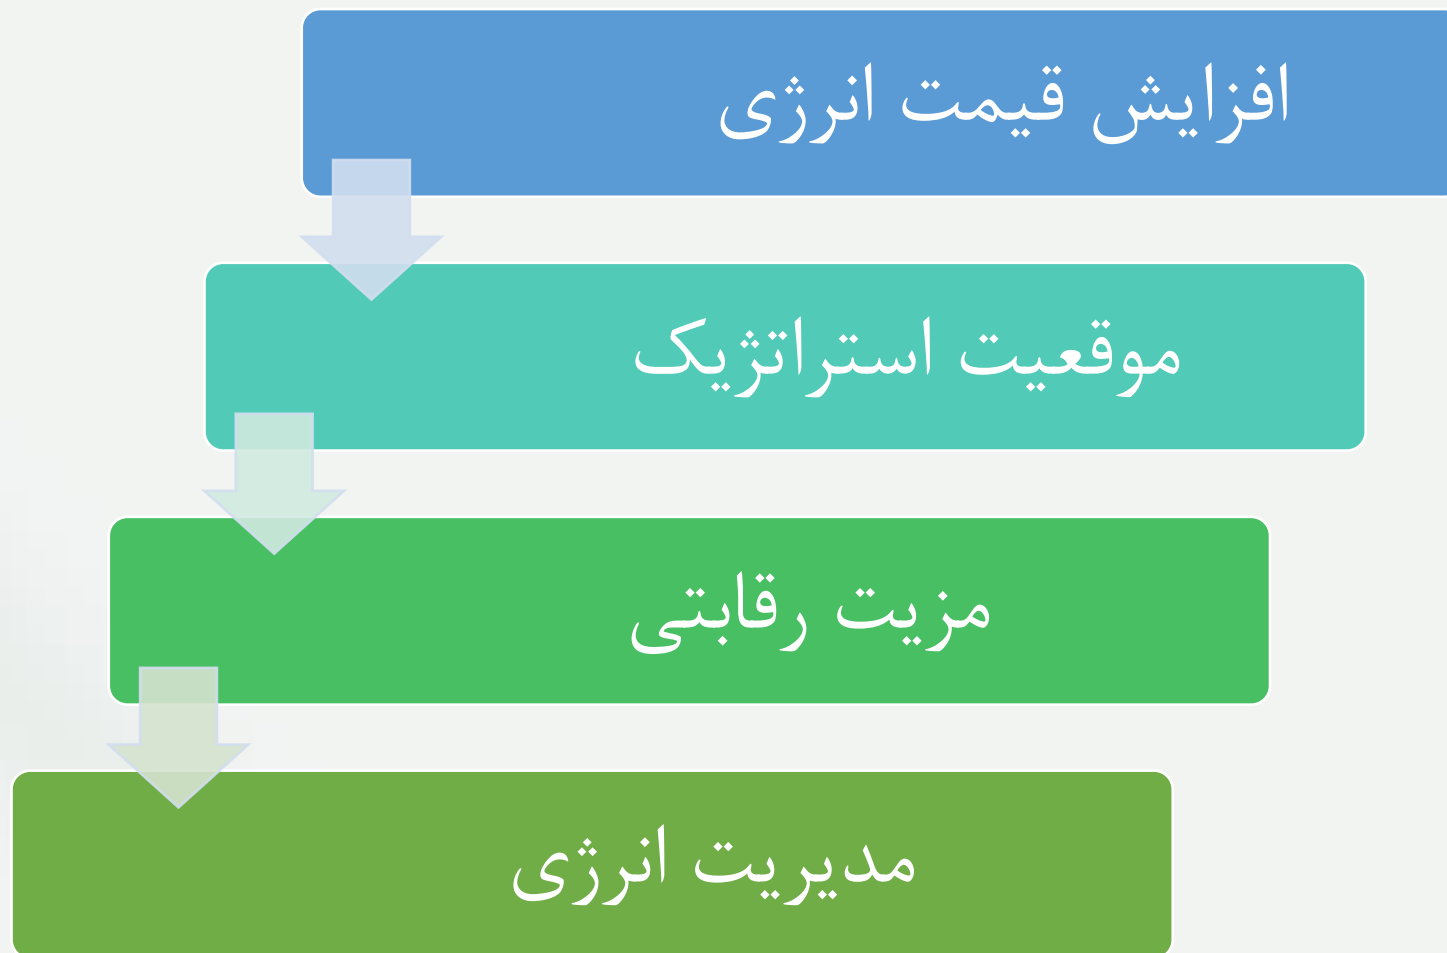 افزایش قیمت انرژی
موقعیت استراتژیک
مزیت رقابتی
مدیریت انرژی